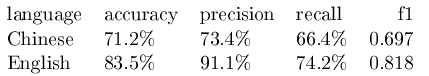 language accuracy precision recall f1
Chinese 71.2% 73.4% 66.4% 0.697
English 83.5% 91.1% 74.2% 0.818